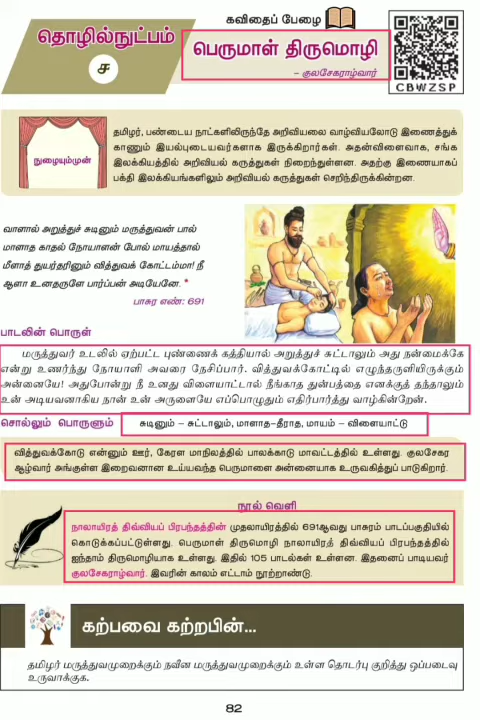 கவிதைப் பேழை
தொழில்நுட்பம்
௪
பெருமாள் திருமொழி
– குலசேகராழ்வார்
CBWZSP
நுழையும்முன்
தமிழர், பண்டைய நாட்களிலிருந்தே அறிவியலை வாழ்வியலோடு இணைத்துக்
காணும் இயல்புடையவர்களாக இருக்கிறார்கள். அதன்விளைவாக, சங்க
இலக்கியத்தில் அறிவியல் கருத்துகள் நிறைந்துள்ளன. அதற்கு இணையாகப்
பக்தி இலக்கியங்களிலும் அறிவியல் கருத்துகள் செறிந்திருக்கின்றன.
வாளால் அறுத்துச் சுடினும் மருத்துவன் பால்
மாளாத காதல் நோயாளன் போல் மாயத்தால்
மீளாத் துயர்தரினும் வித்துவக் கோட்டம்மா! நீ
ஆளா உனதருளே பார்ப்பன் அடியேனே. *
பாசுர எண்: 691
பாடலின் பொருள்
மருத்துவர் உடலில் ஏற்பட்ட புண்ணைக் கத்தியால் அறுத்துச் சுட்டாலும் அது நன்மைக்கே
என்று உணர்ந்து நோயாளி அவரை நேசிப்பார். வித்துவக்கோட்டில் எழுந்தருளியிருக்கும்
அன்னையே! அதுபோன்று நீ உனது விளையாட்டால் நீங்காத துன்பத்தை எனக்குத் தந்தாலும்
உன் அடியவனாகிய நான் உன் அருளையே எப்பொழுதும் எதிர்பார்த்து வாழ்கின்றேன்.
சொல்லும் பொருளும் சுடினும் – சுட்டாலும், மாளாத–தீராத, மாயம் – விளையாட்டு
வித்துவக்கோடு என்னும் ஊர், கேரள மாநிலத்தில் பாலக்காடு மாவட்டத்தில் உள்ளது. குலசேகர
ஆழ்வார் அங்குள்ள இறைவனான உய்யவந்த பெருமாளை அன்னையாக உருவகித்துப் பாடுகிறார்.
நூல் வெளி
நாலாயிரத் திவ்வியப் பிரபந்தத்தின் முதலாயிரத்தில் 691ஆவது பாசுரம் பாடப்பகுதியில்
கொடுக்கப்பட்டுள்ளது. பெருமாள் திருமொழி நாலாயிரத் திவ்வியப் பிரபந்தத்தில்
ஐந்தாம் திருமொழியாக உள்ளது. இதில் 105 பாடல்கள் உள்ளன. இதனைப் பாடியவர்
குலசேகராழ்வார். இவரின் காலம் எட்டாம் நூற்றாண்டு.
கற்பவை கற்றபின்...
தமிழர் மருத்துவமுறைக்கும் நவீன மருத்துவமுறைக்கும் உள்ள தொடர்பு குறித்து ஒப்படைவு
உருவாக்குக.
82